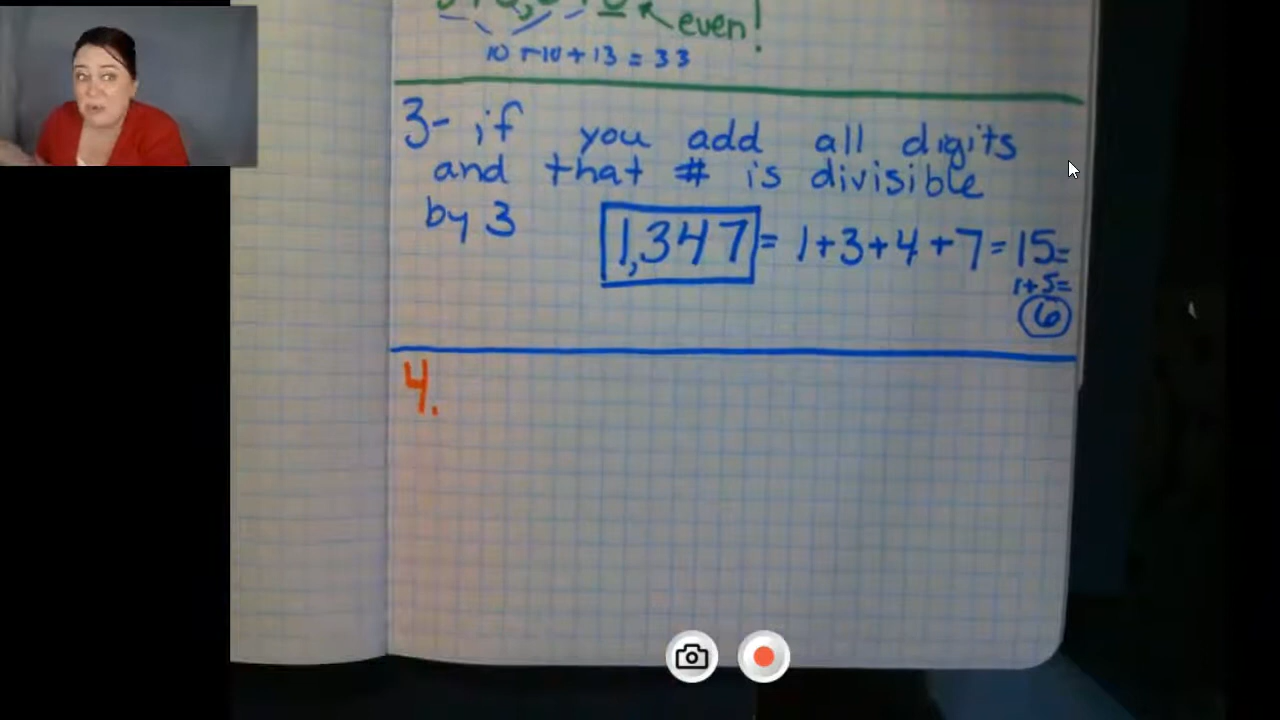 even!
10 + 10 + 13 = 33
3- if you add all digits
and that # is divisible
by 3
1,347 = 1+3+4+7 = 15=
1+5=
6
4.